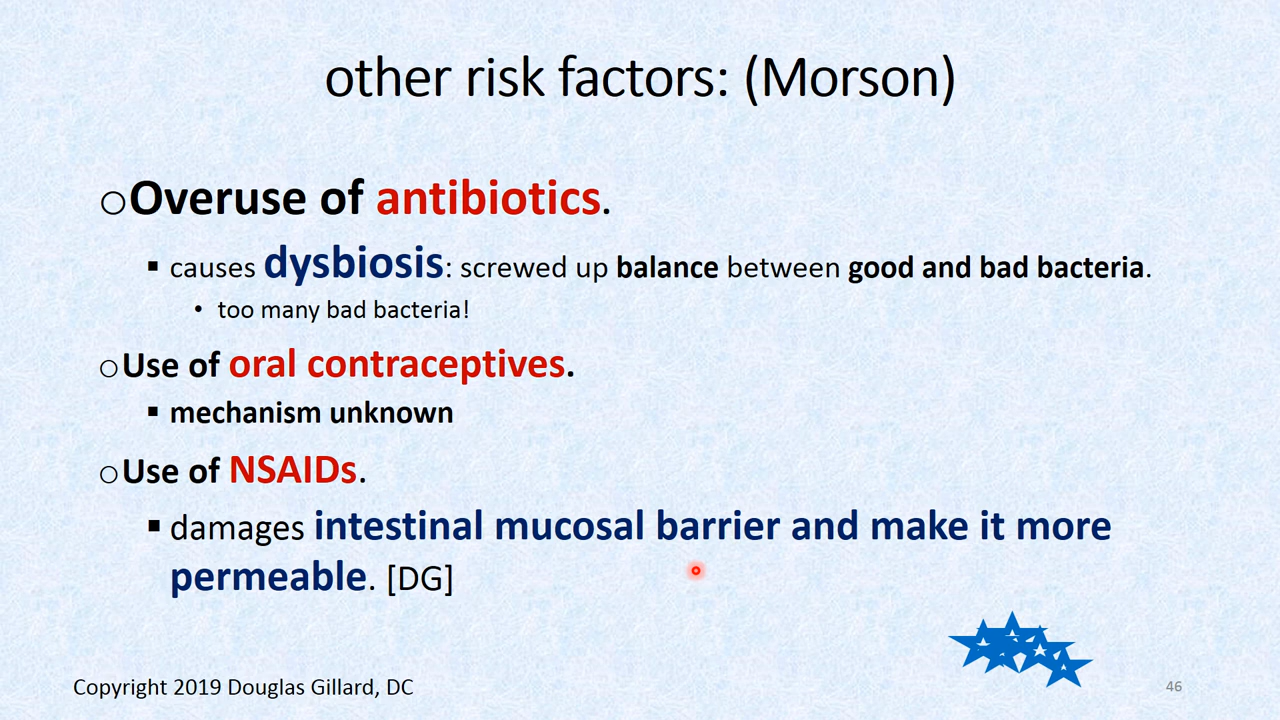 other risk factors: (Morson)
○Overuse of antibiotics.
▪ causes dysbiosis: screwed up balance between good and bad bacteria.
• too many bad bacteria!
○Use of oral contraceptives.
▪ mechanism unknown
○Use of NSAIDs.
▪ damages intestinal mucosal barrier and make it more
permeable. [DG]
Copyright 2019 Douglas Gillard, DC
46